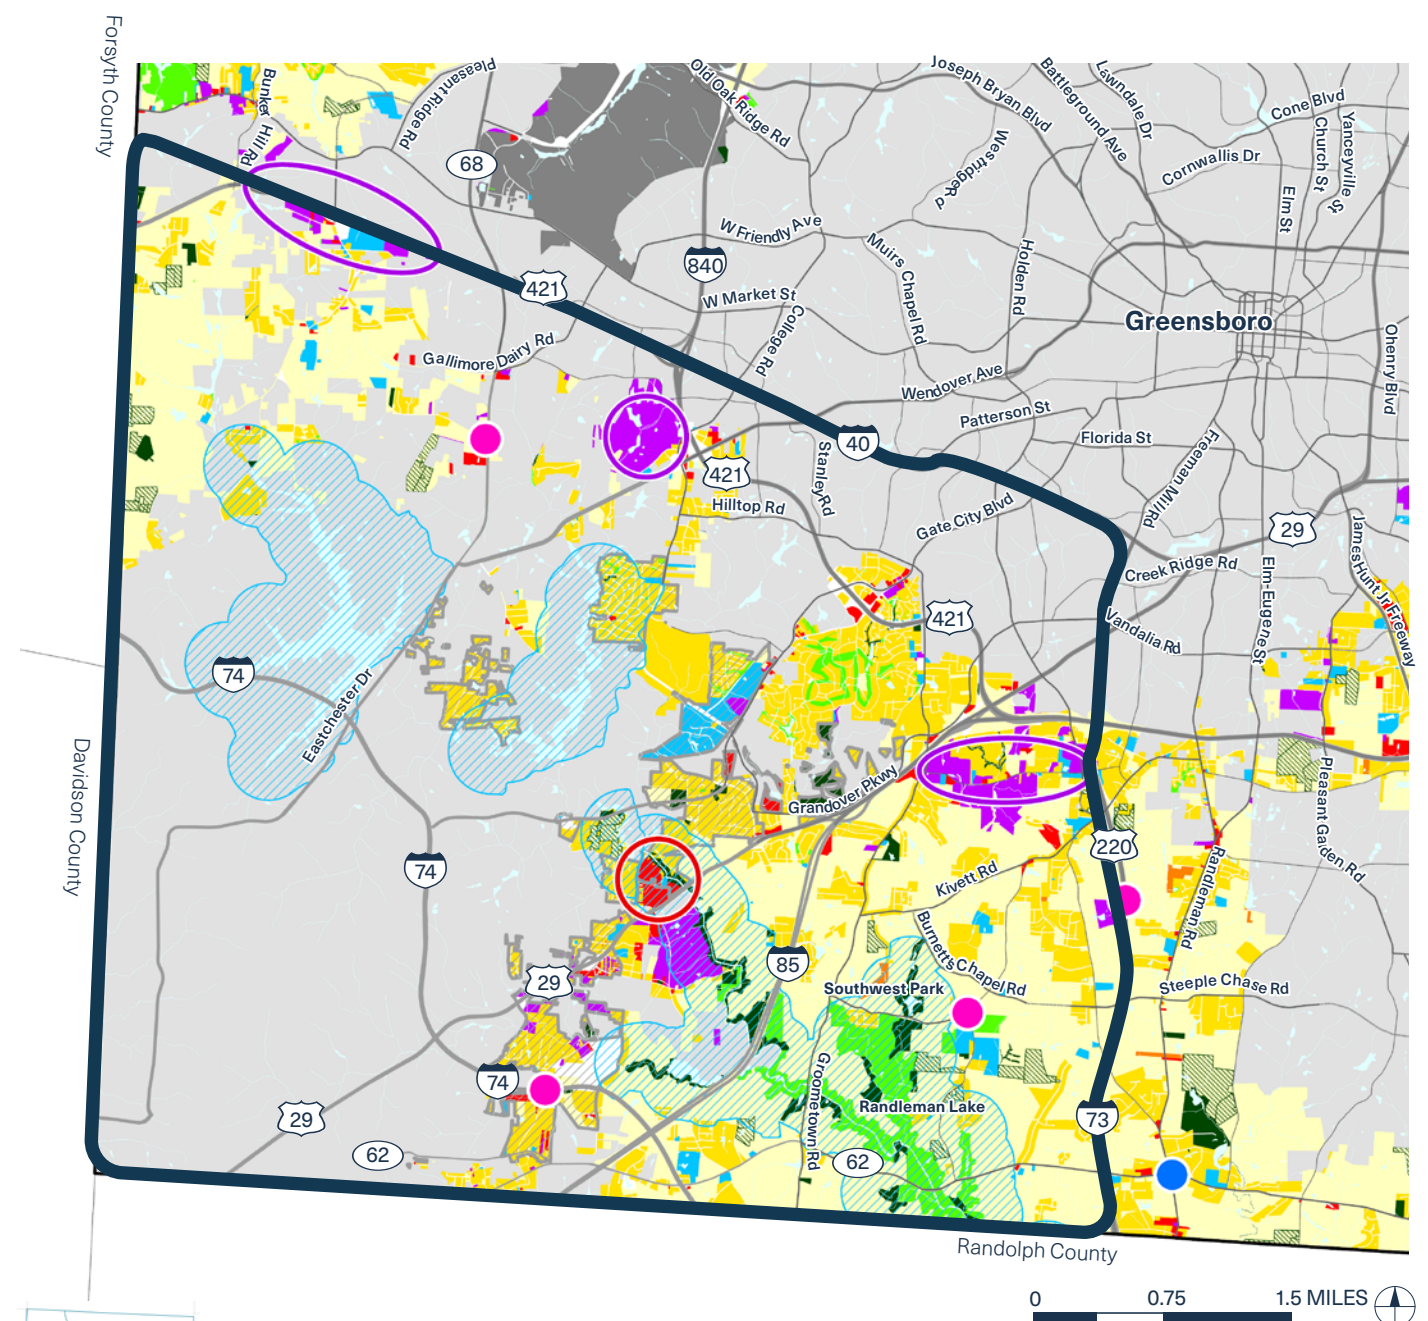 Forsyth County
Bunker Hill Rd
Pleasant Ridge Rd
68
Old Oak Ridge Rd
Joseph Bryan Blvd
Battleground Ave
Lawndale Dr
Cone Blvd
Yanceyville St
Church St
Cornwallis Dr
Westridge Rd
Elm St
W Friendly Ave
Muirs Chapel Rd
Holden Rd
840
421
W Market St
College Rd
Greensboro
Ohenry Blvd
Gallimore Dairy Rd
Wendover Ave
Patterson St
Florida St
40
Freeman Mill Rd
421
Stanley Rd
Hilltop Rd
Gate City Blvd
29
James Hunt Jr Freeway
Creek Ridge Rd
Elm-Eugene St
421
Vandalia Rd
74
Eastchester Dr
Davidson County
Grandover Pkwy
Pleasant Garden Rd
74
220
Kivett Rd
Randleman Rd
Burnetts Chapel Rd
85
29
Southwest Park
Steeple Chase Rd
74
Groometown Rd
Randleman Lake
29
73
62
62
Randolph County
0 0.75 1.5 MILES